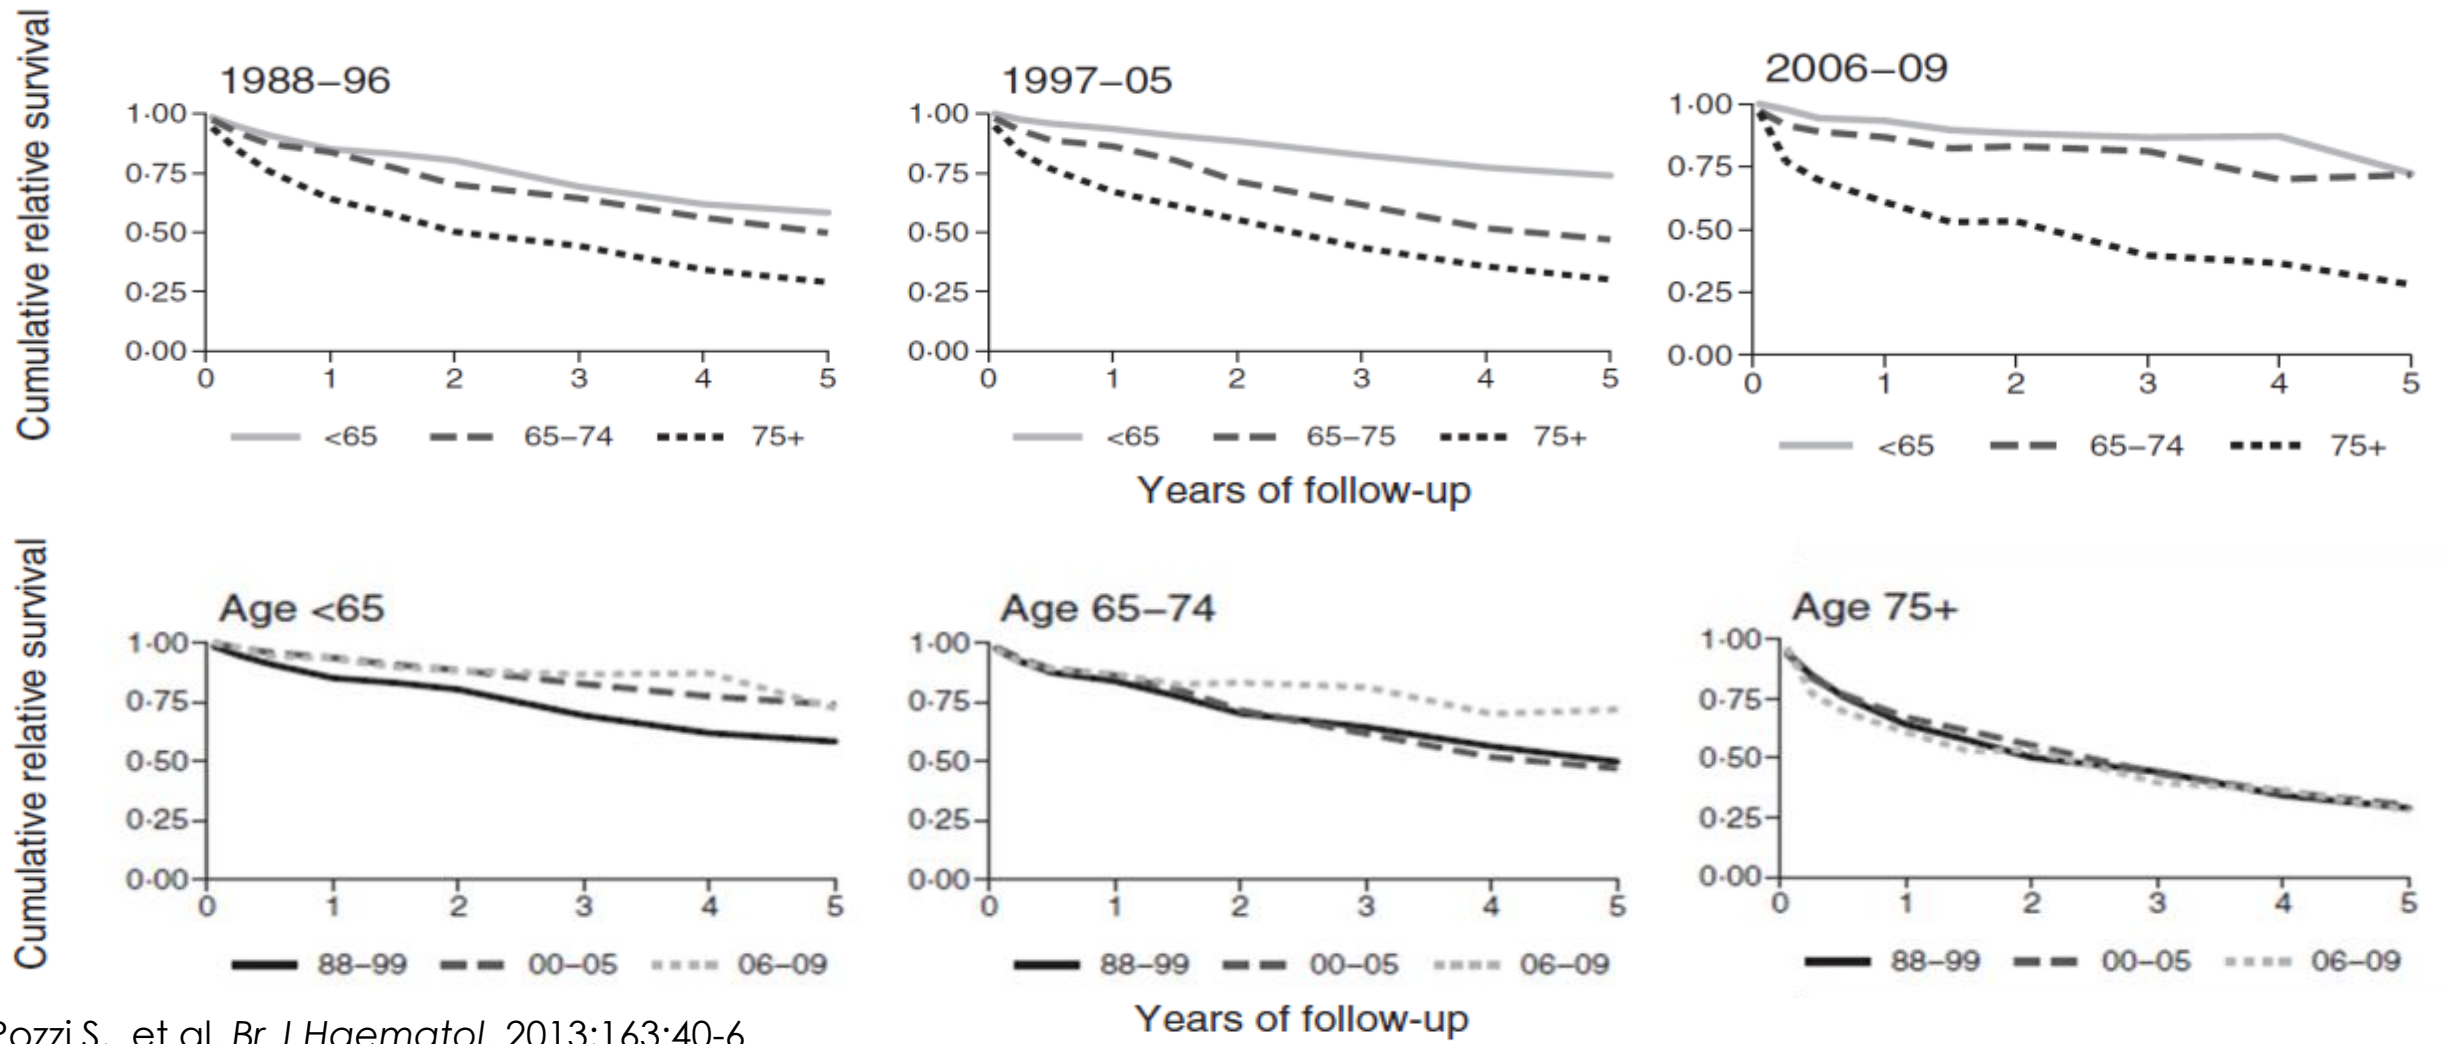 Cumulative relative survival
1988–96
1·00
0·75
0·50
0·25
0·00
0 1 2 3 4 5
<65 65–74 75+
1997–05
1·00
0·75
0·50
0·25
0·00
0 1 2 3 4 5
<65 65–75 75+
2006–09
1·00
0·75
0·50
0·25
0·00
0 1 2 3 4 5
<65 65–74 75+
Years of follow-up
Cumulative relative survival
Age <65
1·00
0·75
0·50
0·25
0·00
0 1 2 3 4 5
88–99 00–05 06–09
Age 65–74
1·00
0·75
0·50
0·25
0·00
0 1 2 3 4 5
88–99 00–05 06–09
Age 75+
1·00
0·75
0·50
0·25
0·00
0 1 2 3 4 5
88–99 00–05 06–09
Years of follow-up
Pozzi S., et al Br J Haematol 2013;163:40-6